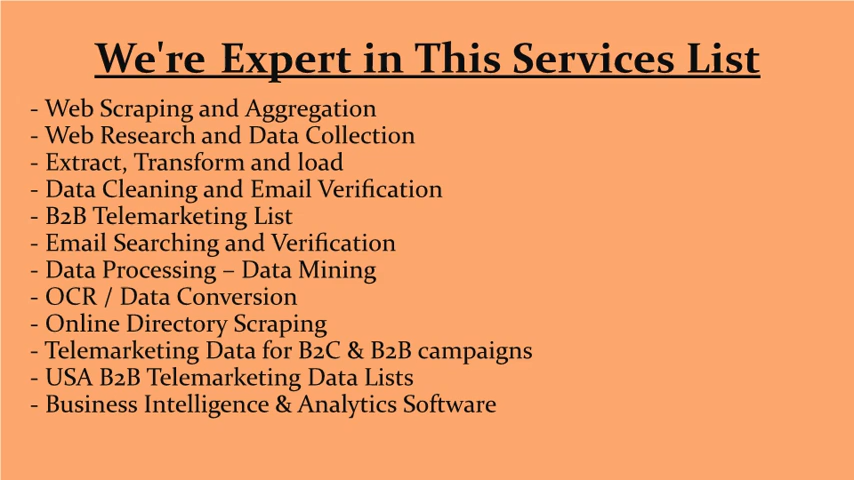 We're Expert in This Services List
- Web Scraping and Aggregation
- Web Research and Data Collection
- Extract, Transform and load
- Data Cleaning and Email Verification
- B2B Telemarketing List
- Email Searching and Verification
- Data Processing – Data Mining
- OCR / Data Conversion
- Online Directory Scraping
- Telemarketing Data for B2C & B2B campaigns
- USA B2B Telemarketing Data Lists
- Business Intelligence & Analytics Software